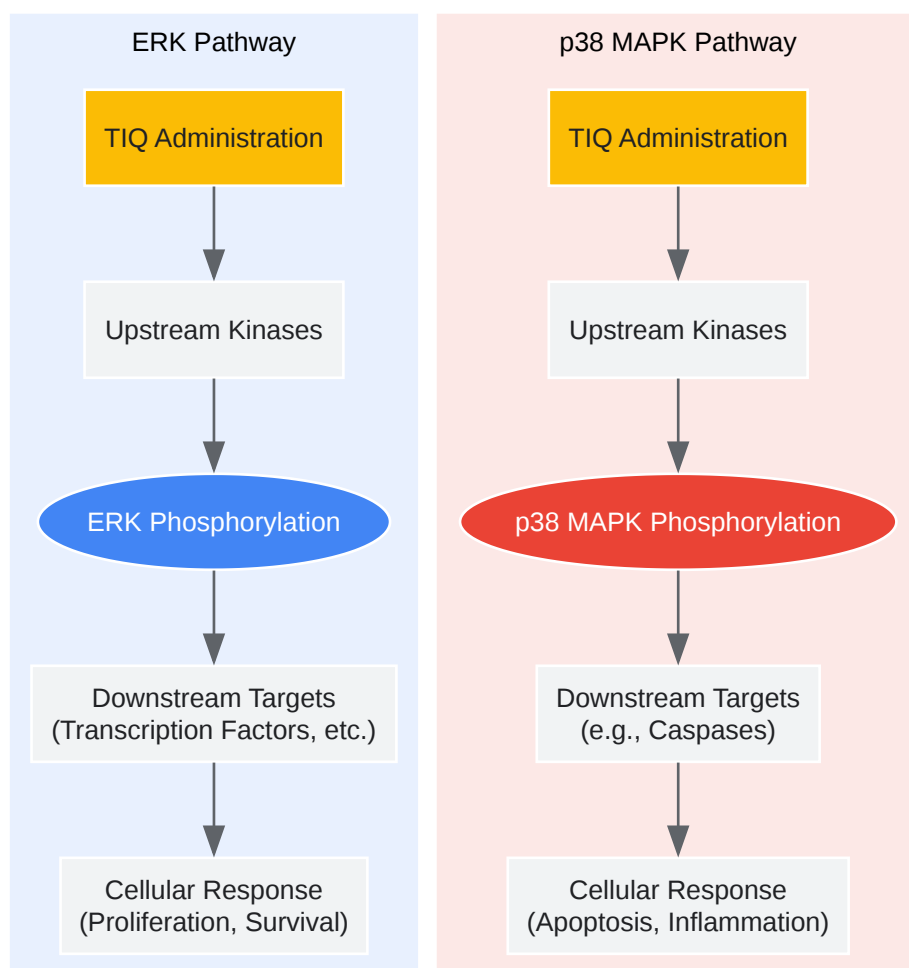 ERK Pathway
TIQ Administration
Upstream Kinases
ERK Phosphorylation
Downstream Targets
(Transcription Factors, etc.)
Cellular Response
(Proliferation, Survival)
p38 MAPK Pathway
TIQ Administration
Upstream Kinases
p38 MAPK Phosphorylation
Downstream Targets
(e.g., Caspases)
Cellular Response
(Apoptosis, Inflammation)